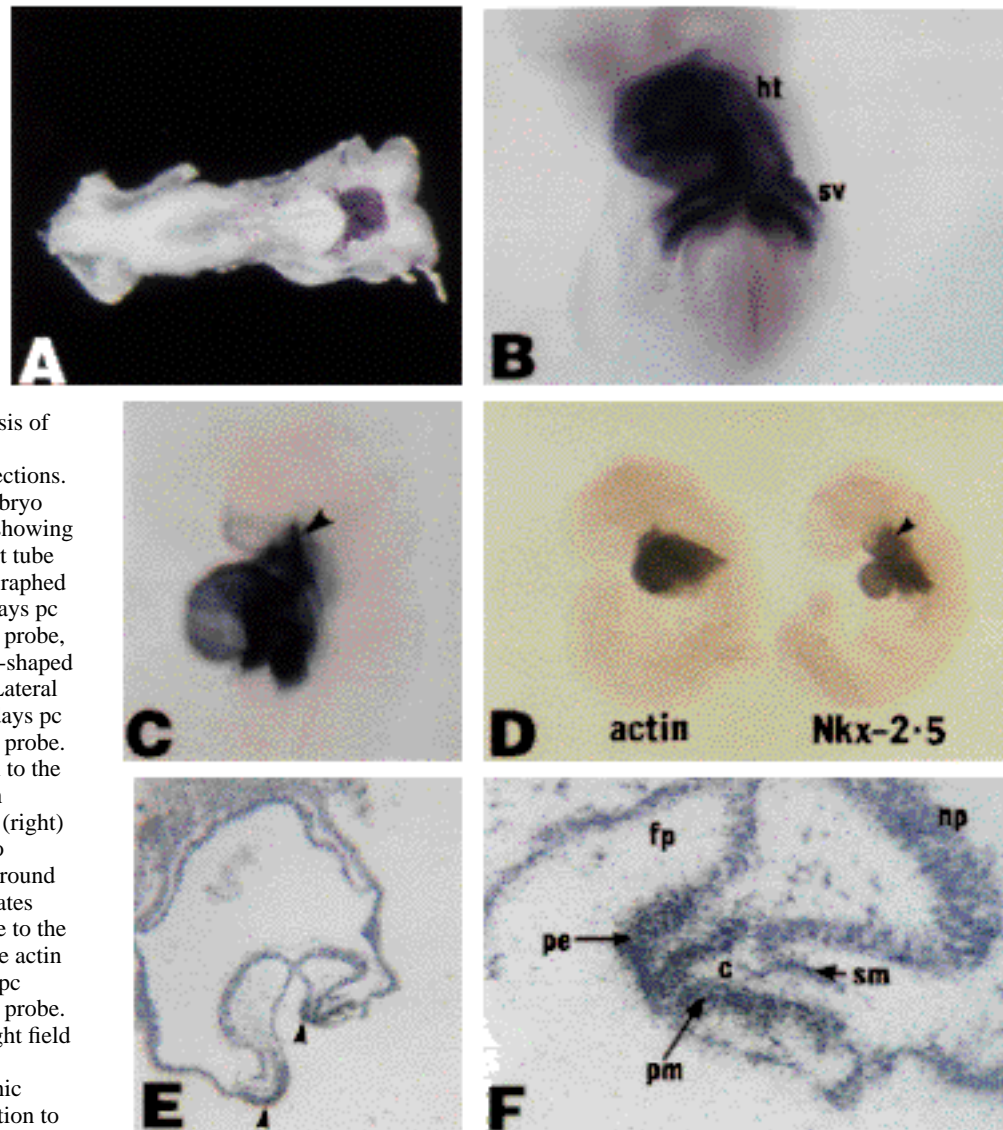 A
ht
sv
B
sis of
ections.
bryo
showing
t tube
raphed
ays pc
probe,
-shaped
Lateral
days pc
probe.
to the
n
(right)
o
round
ates
e to the
e actin
pc
probe.
ght field
nic
tion to
C
D
actin
Nkx-2·5
E
fp
np
pe
c
sm
pm
F